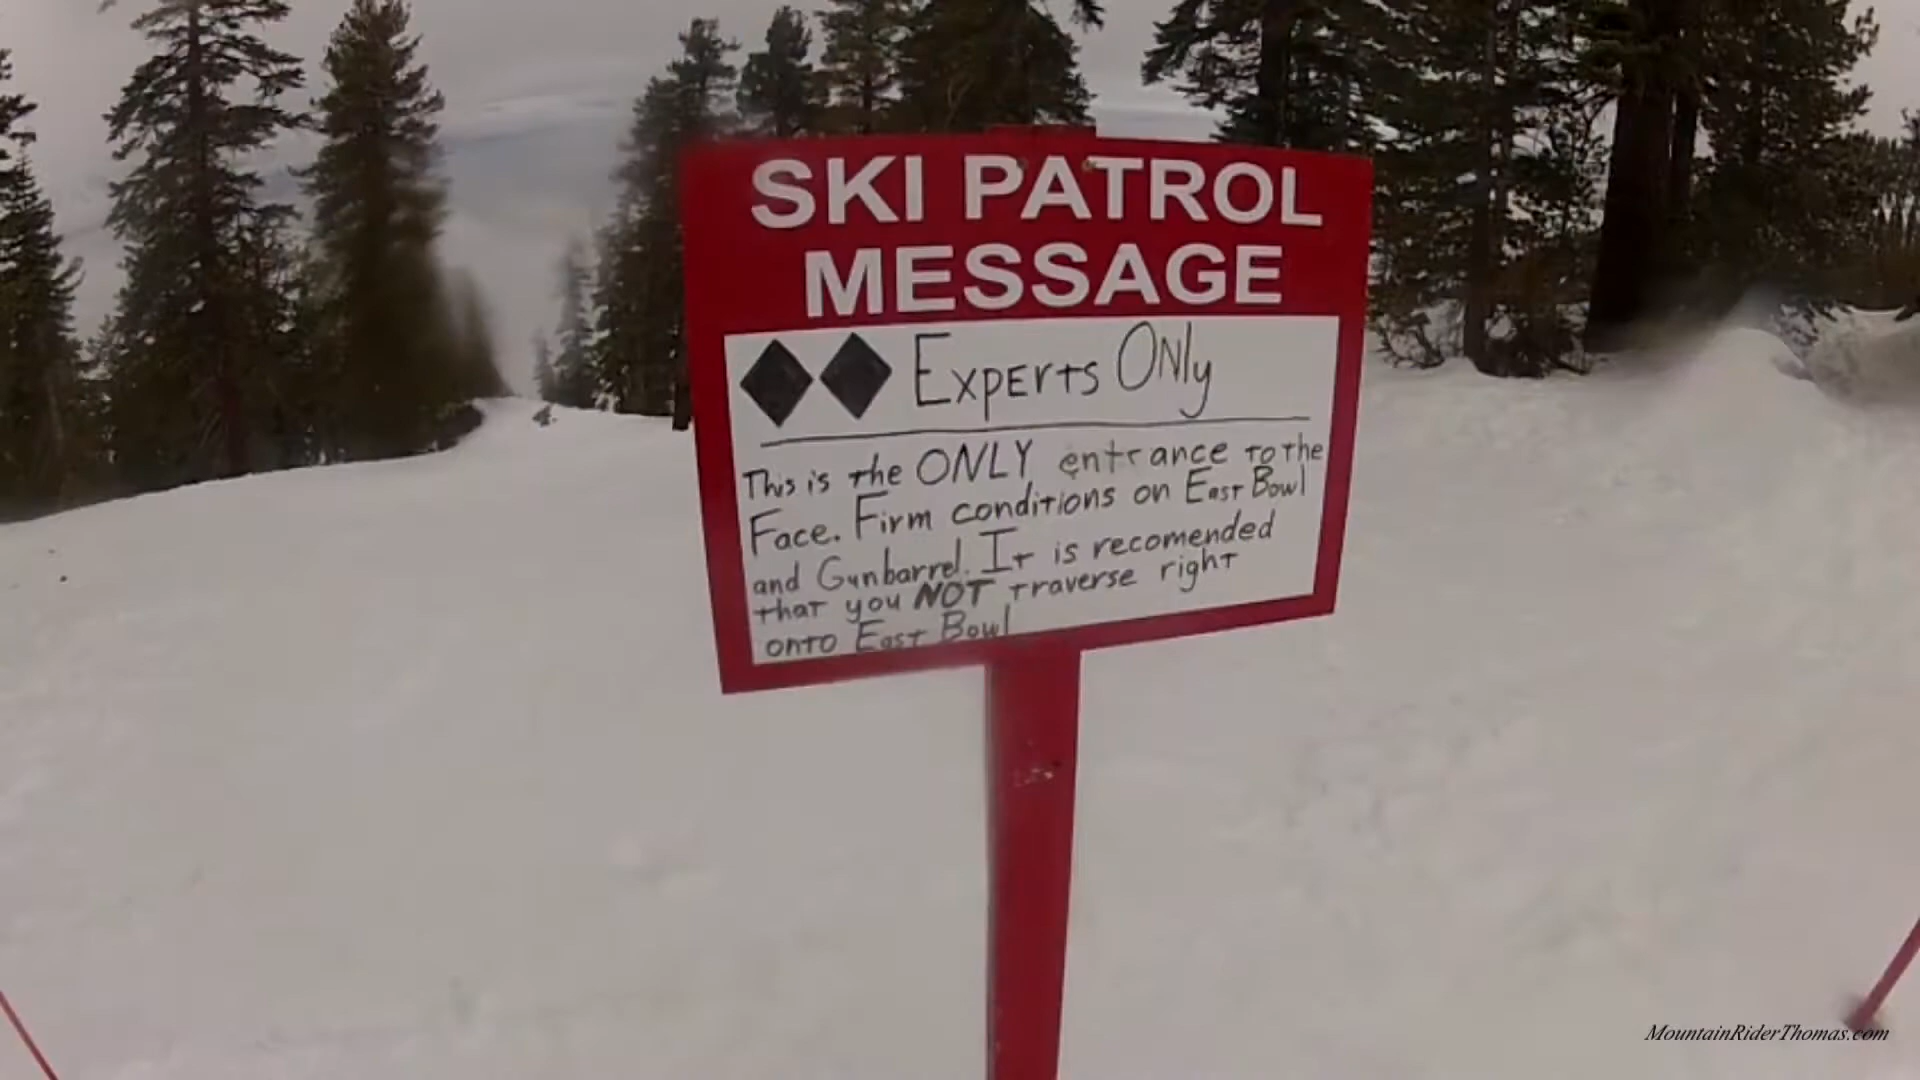 SKI PATROL
MESSAGE
Experts Only
This is the ONLY entrance to the
Face. Firm conditions on East Bowl
and Gunbarrel. It is recomended
that you NOT traverse right
onto East Bowl
MountainRiderThomas.com